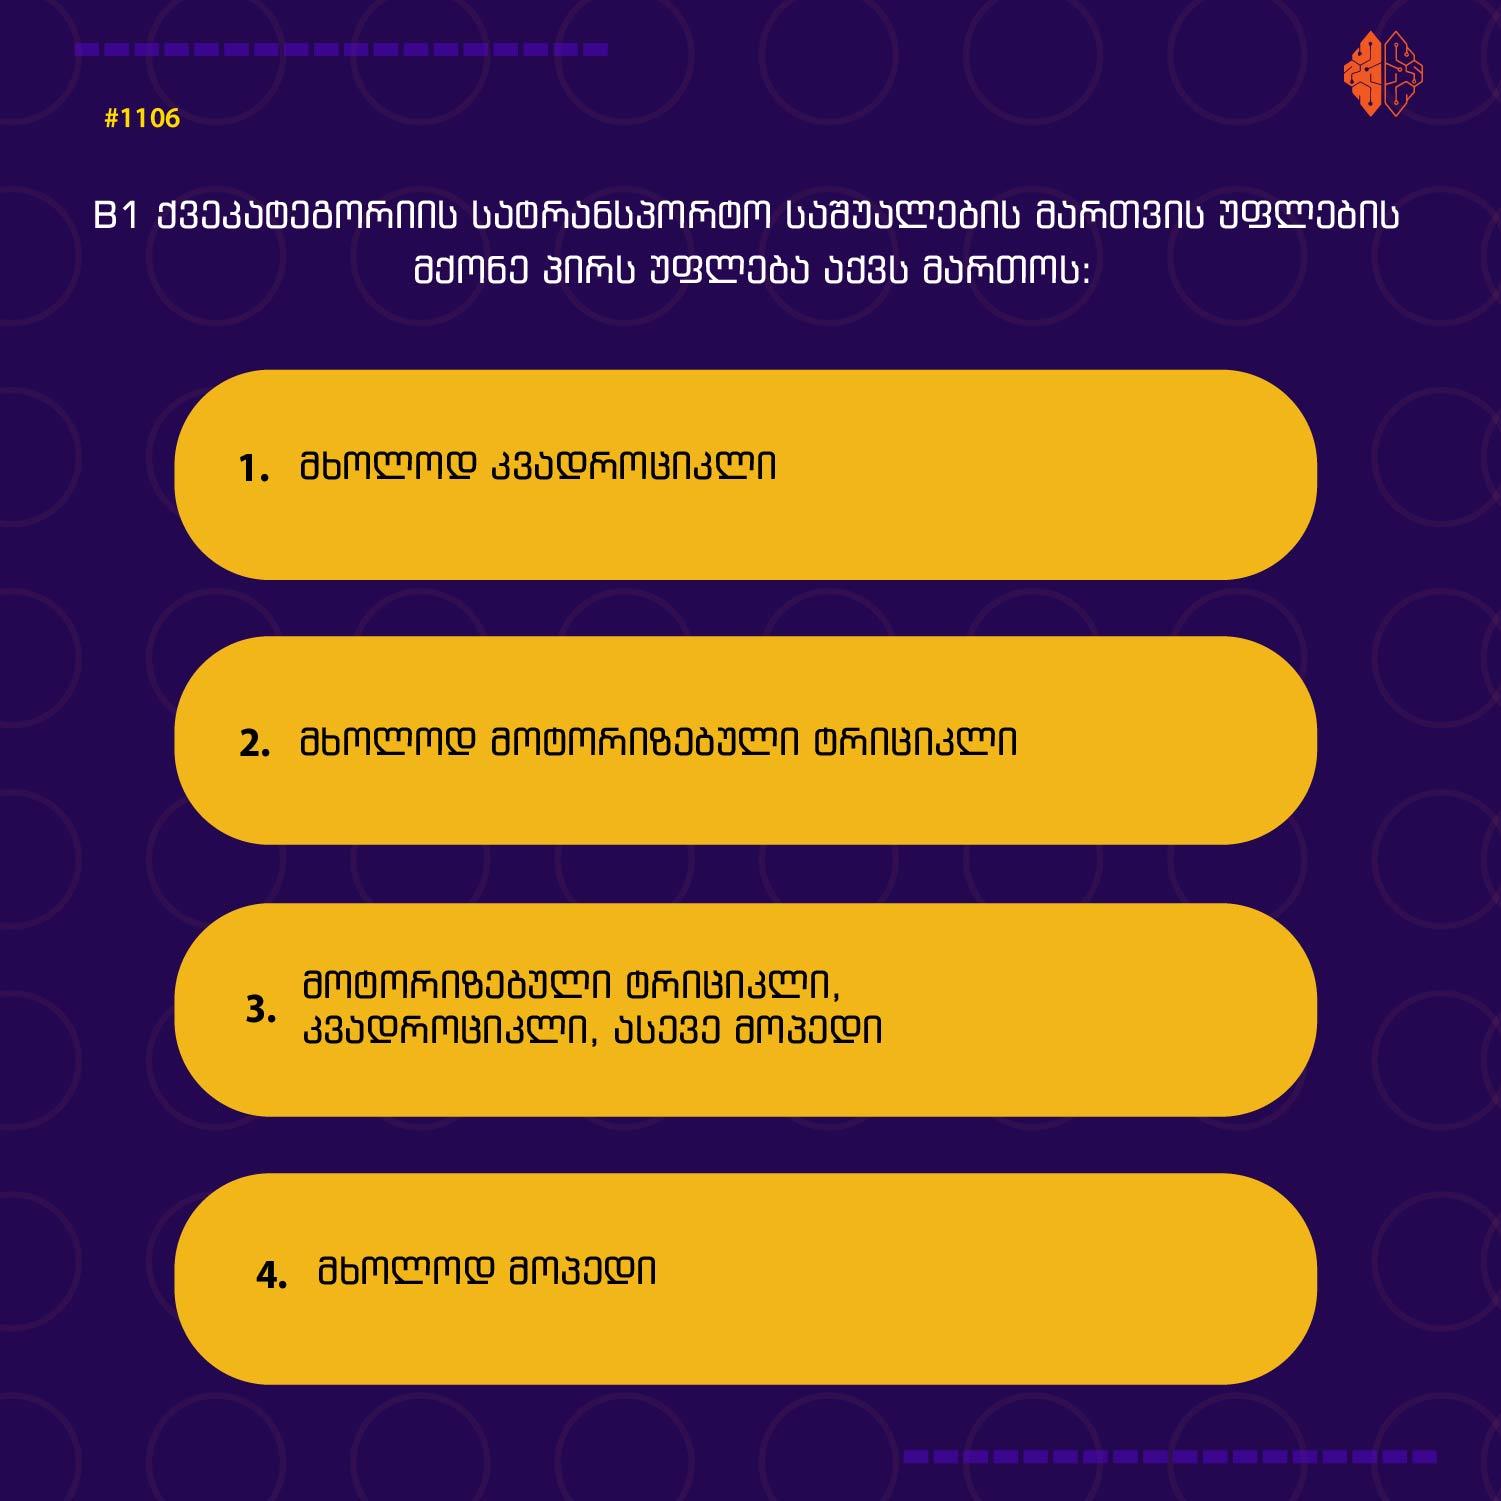 #1106
B1 ქვეკატეგორიის სატრანსპორტო საშუალების მართვის უფლების
მქონე პირს უფლება აქვს მართოს:
1. მხოლოდ კვადროციკლი
2. მხოლოდ მოტორიზებული ტრიციკლი
3. მოტორიზებული ტრიციკლი,
კვადროციკლი, ასევე მოპედი
4. მხოლოდ მოპედი